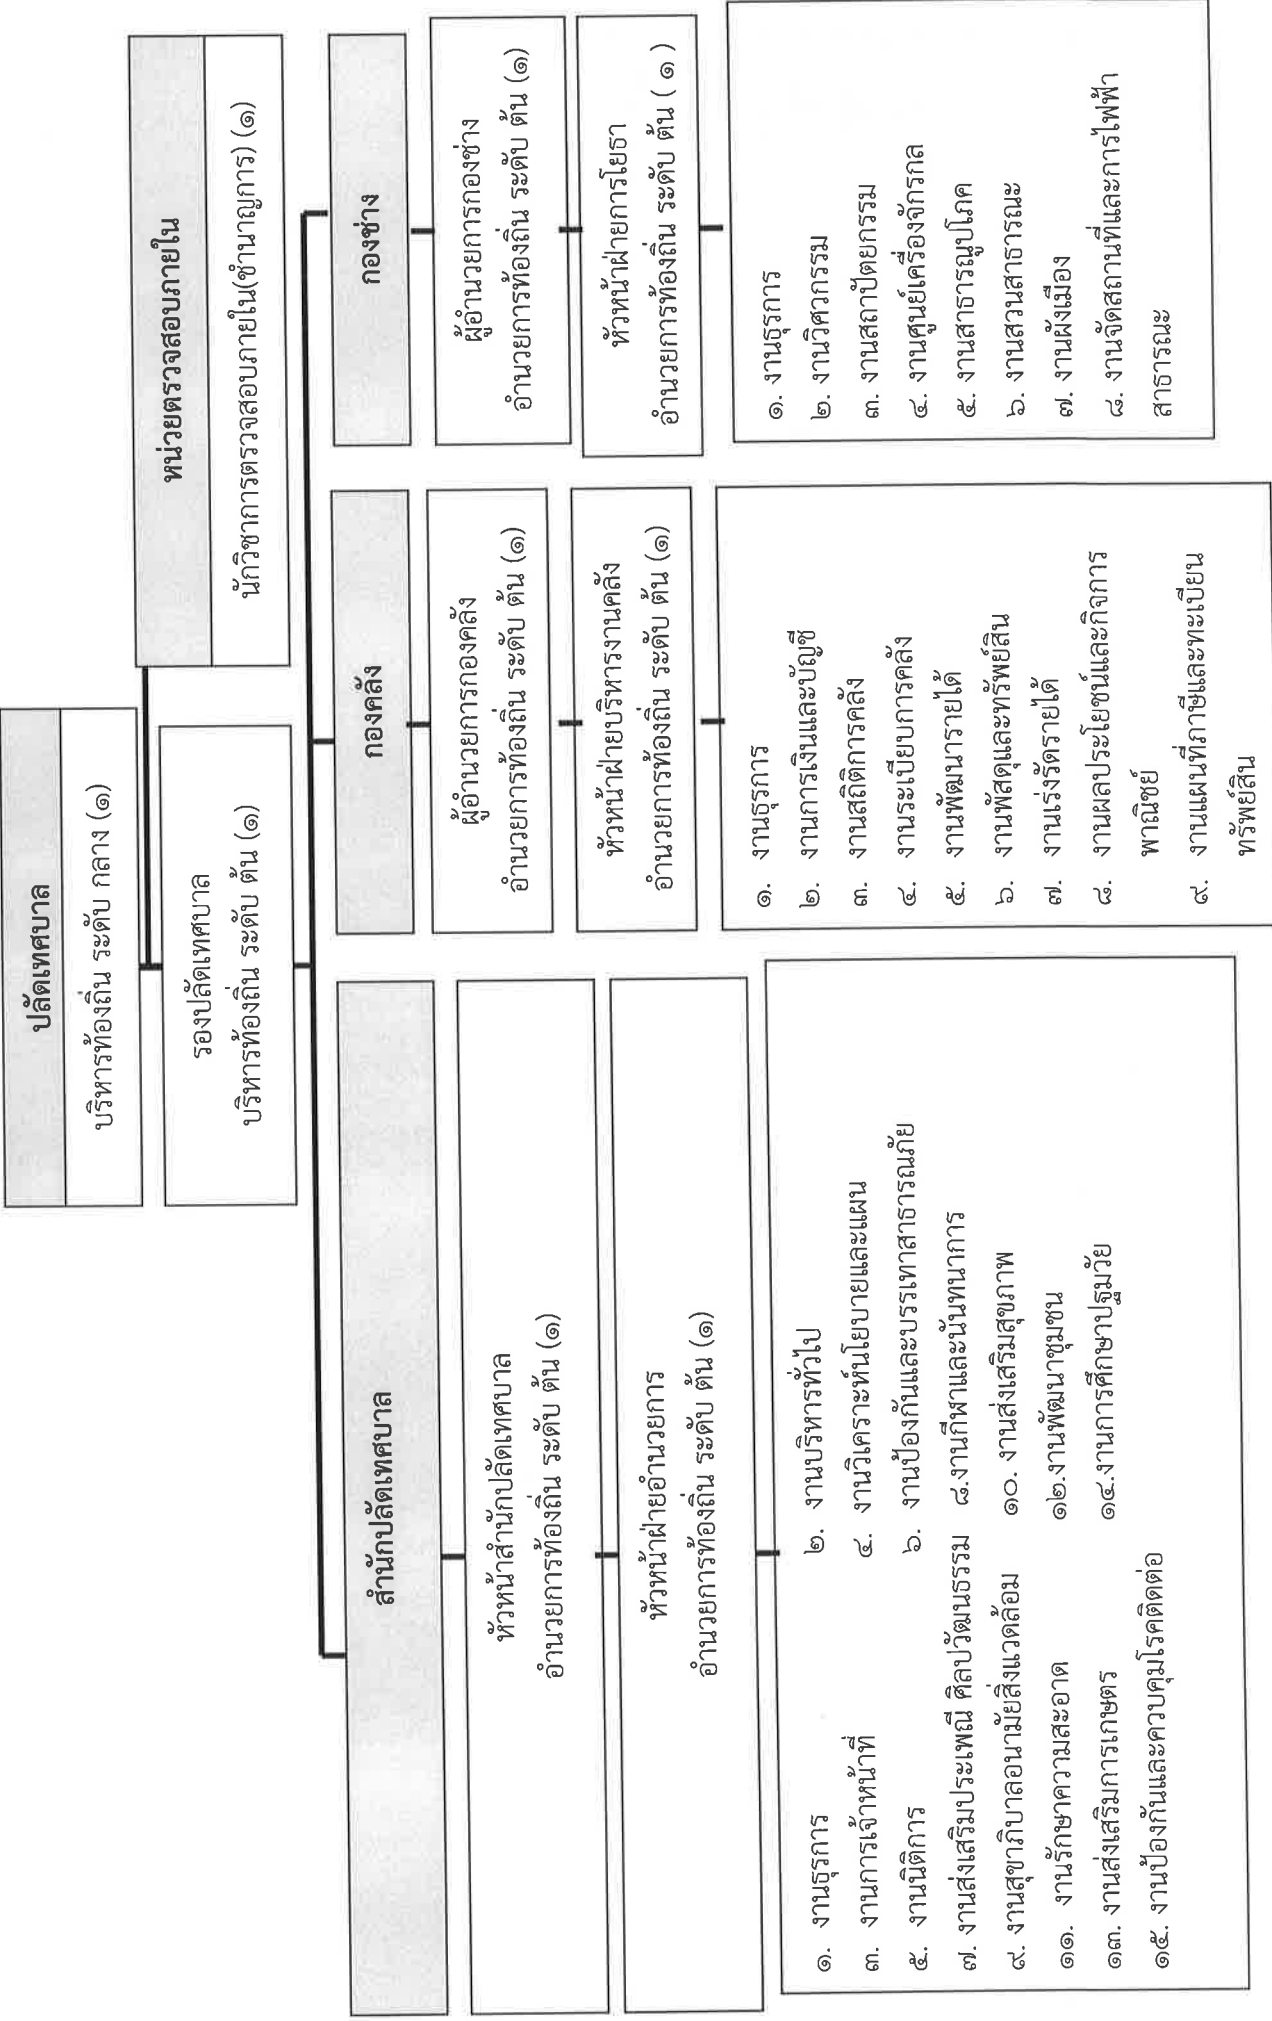 ปลัดเทศบาล
บริหารท้องถิ่น ระดับ กลาง (๑)
หน่วยตรวจสอบภายใน
นักวิชาการตรวจสอบภายใน(ชำนาญการ) (๑)
รองปลัดเทศบาล
บริหารท้องถิ่น ระดับ ต้น (๑)
สำนักปลัดเทศบาล
หัวหน้าสำนักปลัดเทศบาล
อำนวยการท้องถิ่น ระดับ ต้น (๑)
หัวหน้าฝ่ายอำนวยการ
อำนวยการท้องถิ่น ระดับ ต้น (๑)
๑. งานธุรการ ๒. งานบริหารทั่วไป
๓. งานการเจ้าหน้าที่ ๔. งานวิเคราะห์นโยบายและแผน
๕. งานนิติการ ๖. งานป้องกันและบรรเทาสาธารณภัย
๗. งานส่งเสริมประเพณี ศิลปวัฒนธรรม ๘.งานกีฬาและนันทนาการ
๙. งานสุขาภิบาลอนามัยสิ่งแวดล้อม ๑๐. งานส่งเสริมสุขภาพ
๑๑. งานรักษาความสะอาด ๑๒.งานพัฒนาชุมชน
๑๓. งานส่งเสริมการเกษตร ๑๔.งานการศึกษาปฐมวัย
๑๕. งานป้องกันและควบคุมโรคติดต่อ
กองคลัง
ผู้อำนวยการกองคลัง
อำนวยการท้องถิ่น ระดับ ต้น (๑)
หัวหน้าฝ่ายบริหารงานคลัง
อำนวยการท้องถิ่น ระดับ ต้น (๑)
๑. งานธุรการ
๒. งานการเงินและบัญชี
๓. งานสถิติการคลัง
๔. งานระเบียบการคลัง
๕. งานพัฒนารายได้
๖. งานพัสดุและทรัพย์สิน
๗. งานเร่งรัดรายได้
๘. งานผลประโยชน์และกิจการ
พาณิชย์
๙. งานแผนที่ภาษีและทะเบียน
ทรัพย์สิน
กองช่าง
ผู้อำนวยการกองช่าง
อำนวยการท้องถิ่น ระดับ ต้น (๑)
หัวหน้าฝ่ายการโยธา
อำนวยการท้องถิ่น ระดับ ต้น ( ๑ )
๑. งานธุรการ
๒. งานวิศวกรรม
๓. งานสถาปัตยกรรม
๔. งานศูนย์เครื่องจักรกล
๕. งานสาธารณูปโภค
๖. งานสวนสาธารณะ
๗. งานผังเมือง
๘. งานจัดสถานที่และการไฟฟ้า
สาธารณะ